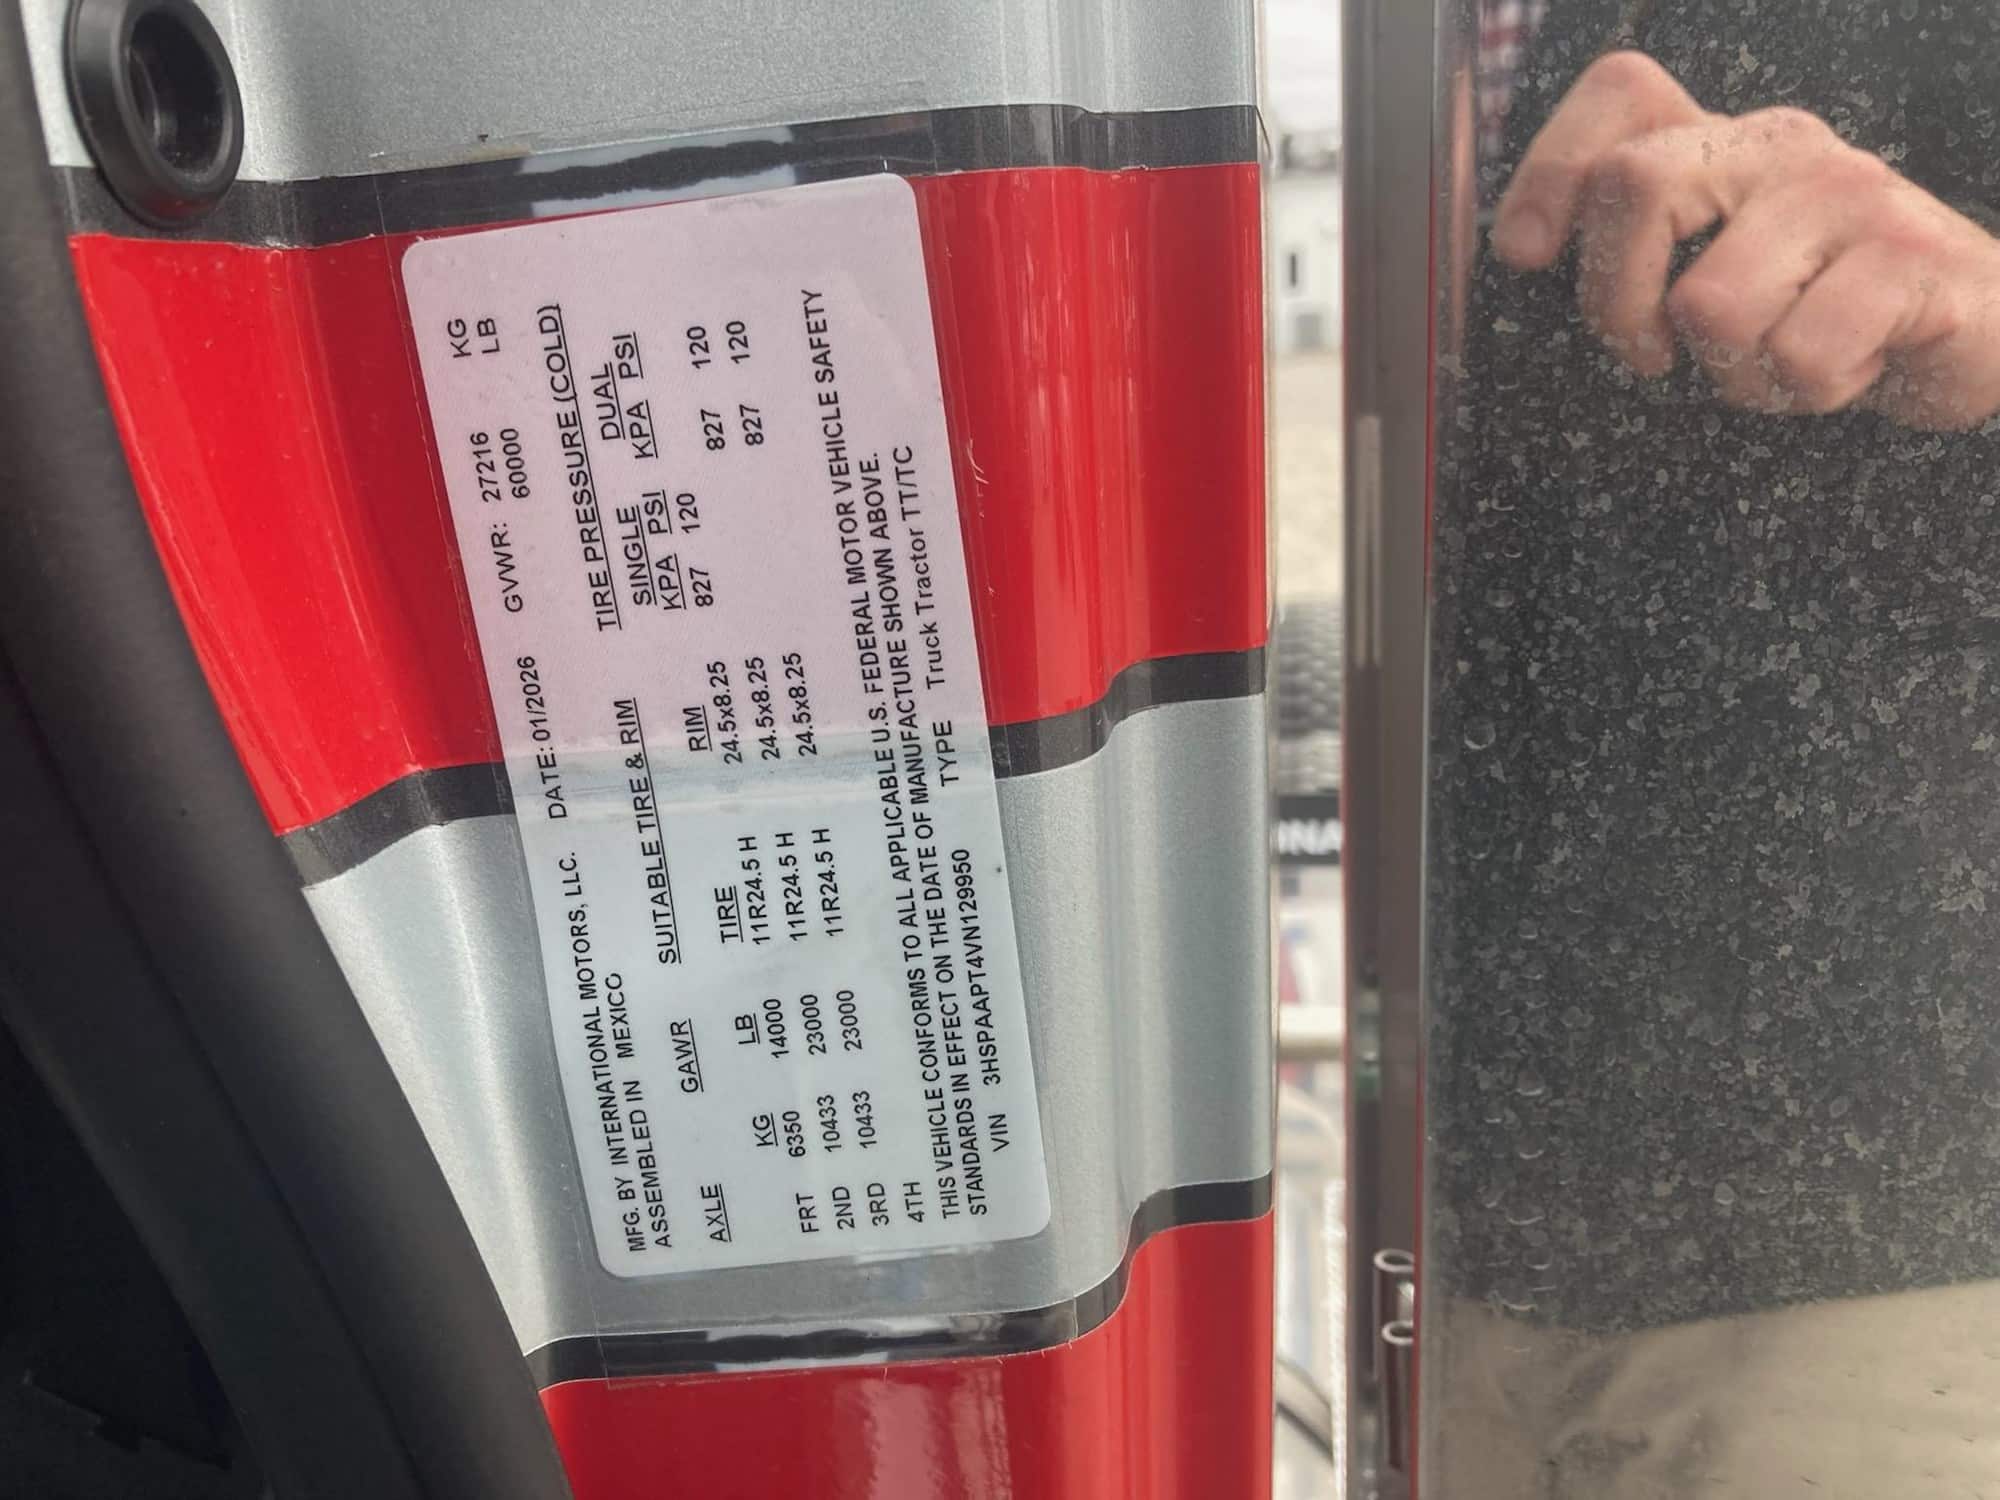 MFG. BY INTERNATIONAL MOTORS, LLC. DATE: 01/2026 GVWR: 27216 KG
ASSEMBLED IN MEXICO 60000 LB
AXLE GAWR SUITABLE TIRE & RIM TIRE PRESSURE (COLD)
SINGLE DUAL
KG LB TIRE RIM KPA PSI KPA PSI
FRT 6350 14000 11R24.5 H 24.5x8.25 827 120
2ND 10433 23000 11R24.5 H 24.5x8.25 827 120
3RD 10433 23000 11R24.5 H 24.5x8.25 827 120
4TH
THIS VEHICLE CONFORMS TO ALL APPLICABLE U.S. FEDERAL MOTOR VEHICLE SAFETY
STANDARDS IN EFFECT ON THE DATE OF MANUFACTURE SHOWN ABOVE.
VIN 3HSPAAPT4VN129950 TYPE Truck Tractor TT/TC